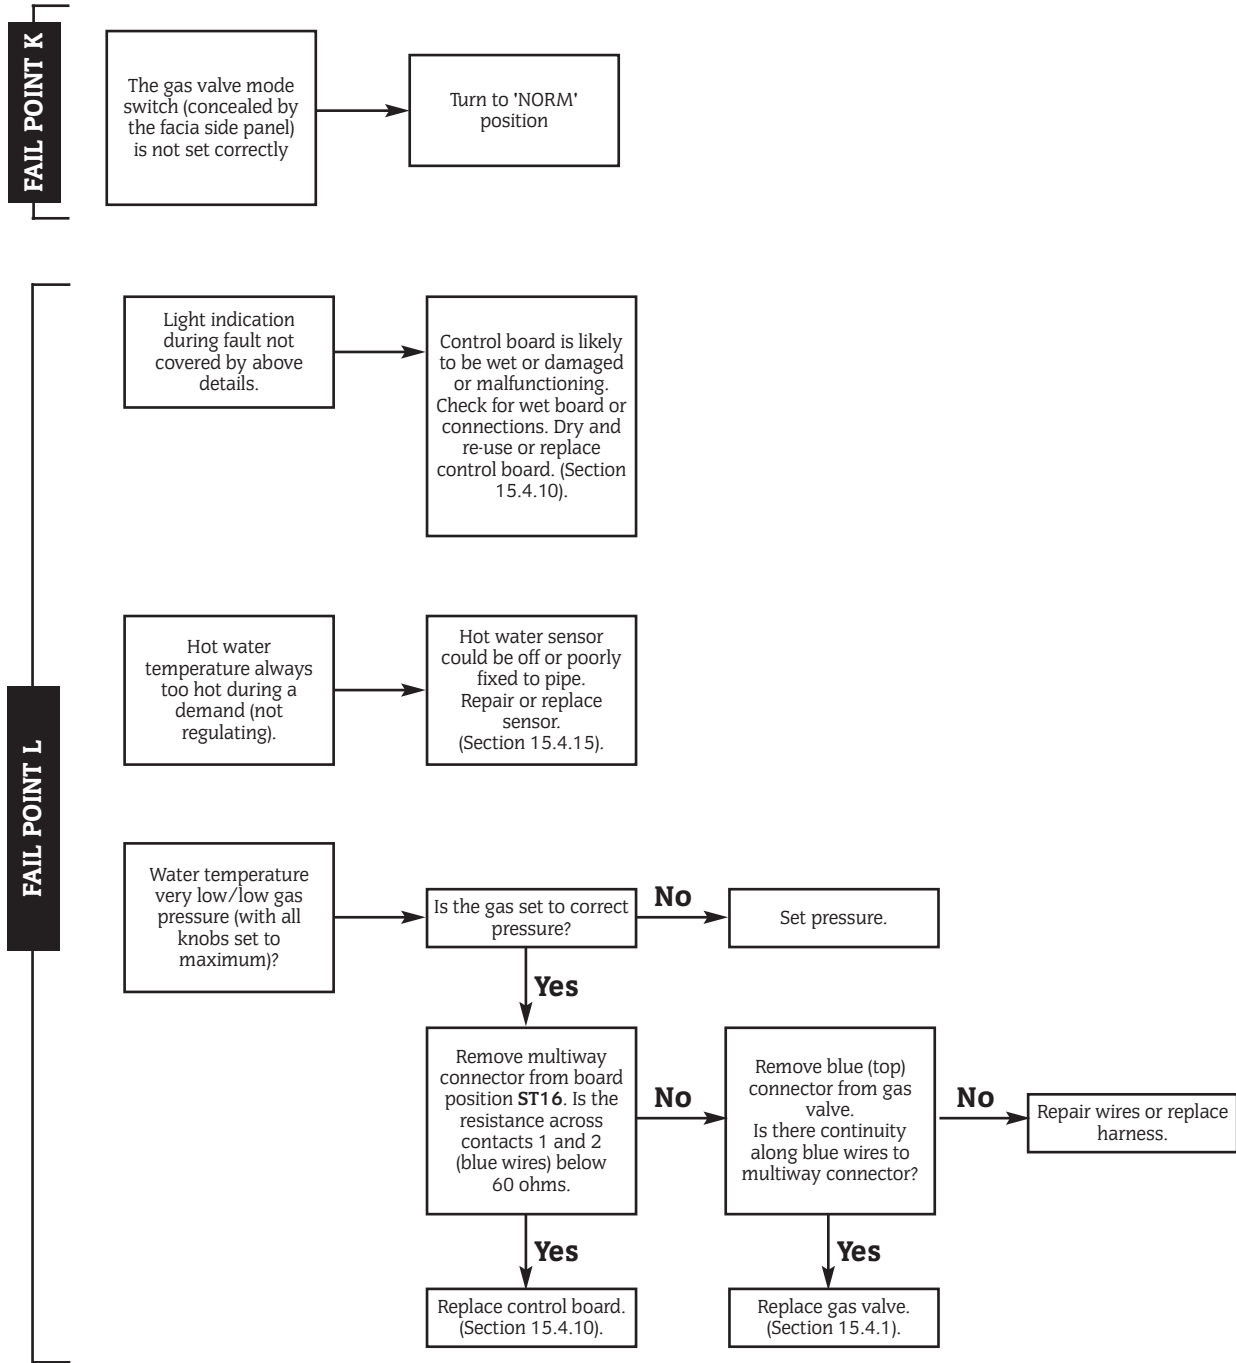 FAIL POINT K
The gas valve mode
switch (concealed by
the facia side panel)
is not set correctly
Turn to 'NORM'
position
FAIL POINT L
Light indication
during fault not
covered by above
details.
Control board is likely
to be wet or damaged
or malfunctioning.
Check for wet board or
connections. Dry and
re-use or replace
control board. (Section
15.4.10).
Hot water
temperature always
too hot during a
demand (not
regulating).
Hot water sensor
could be off or poorly
fixed to pipe.
Repair or replace
sensor.
(Section 15.4.15).
Water temperature
very low/low gas
pressure (with all
knobs set to
maximum)?
Is the gas set to correct
pressure?
No
Set pressure.
Yes
Remove multiway
connector from board
position ST16. Is the
resistance across
contacts 1 and 2
(blue wires) below
60 ohms.
No
Remove blue (top)
connector from gas
valve.
Is there continuity
along blue wires to
multiway connector?
No
Repair wires or replace
harness.
Yes
Replace control board.
(Section 15.4.10).
Yes
Replace gas valve.
(Section 15.4.1).